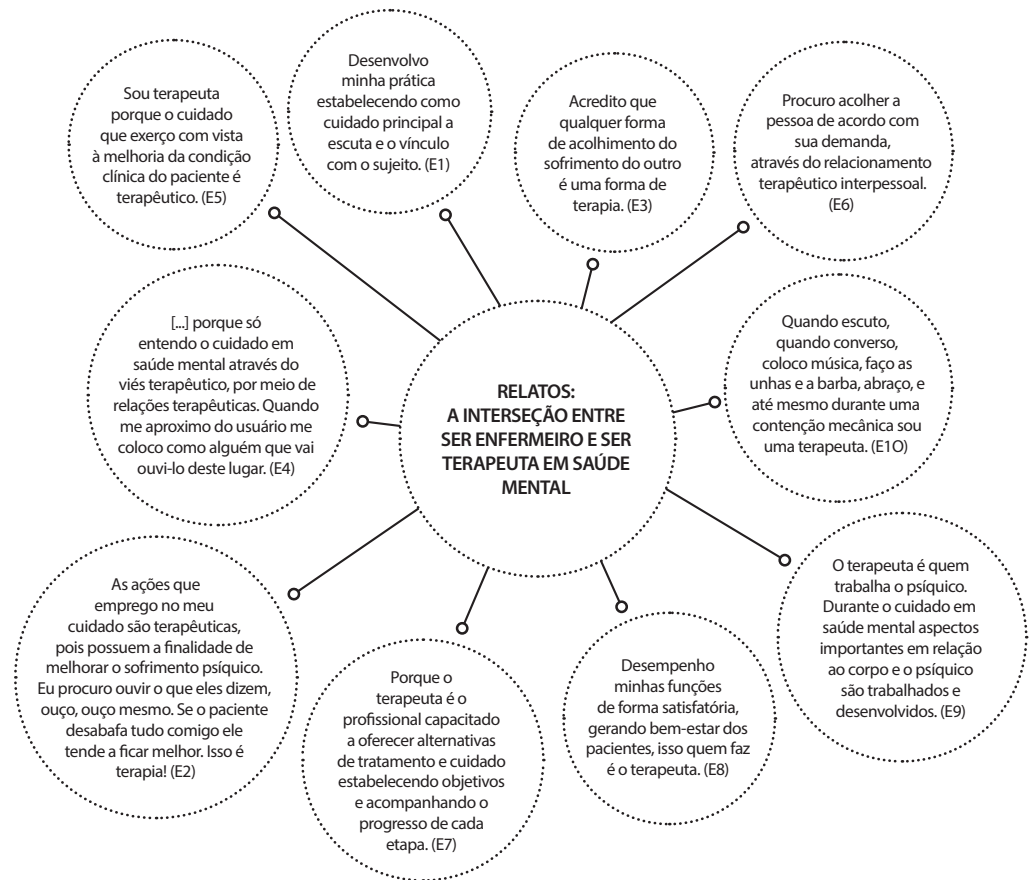 Sou terapeuta
porque o cuidado
que exerço com vista
à melhoria da condição
clínica do paciente é
terapêutico. (E5)
Desenvolvo
minha prática
estabelecendo como
cuidado principal a
escuta e o vínculo
com o sujeito. (E1)
Acredito que
qualquer forma
de acolhimento do
sofrimento do outro
é uma forma de
terapia. (E3)
Procuro acolher a
pessoa de acordo com
sua demanda,
através do relacionamento
terapêutico interpessoal.
(E6)
[...] porque só
entendo o cuidado em
saúde mental através do
viés terapêutico, por meio de
relações terapêuticas. Quando
me aproximo do usuário me
coloco como alguém que vai
ouvi-lo deste lugar. (E4)
RELATOS:
A INTERSEÇÃO ENTRE
SER ENFERMEIRO E SER
TERAPEUTA EM SAÚDE
MENTAL
Quando escuto,
quando converso,
coloco música, faço as
unhas e a barba, abraço, e
até mesmo durante uma
contenção mecânica sou
uma terapeuta. (E1O)
As ações que
emprego no meu
cuidado são terapêuticas,
pois possuem a finalidade de
melhorar o sofrimento psíquico.
Eu procuro ouvir o que eles dizem,
ouço, ouço mesmo. Se o paciente
desabafa tudo comigo ele
tende a ficar melhor. Isso é
terapia! (E2)
Porque o
terapeuta é o
profissional capacitado
a oferecer alternativas
de tratamento e cuidado
estabelecendo objetivos
e acompanhando o
progresso de cada
etapa. (E7)
Desempenho
minhas funções
de forma satisfatória,
gerando bem-estar dos
pacientes, isso quem faz
é o terapeuta. (E8)
O terapeuta é quem
trabalha o psíquico.
Durante o cuidado em
saúde mental aspectos
importantes em relação
ao corpo e o psíquico
são trabalhados e
desenvolvidos. (E9)